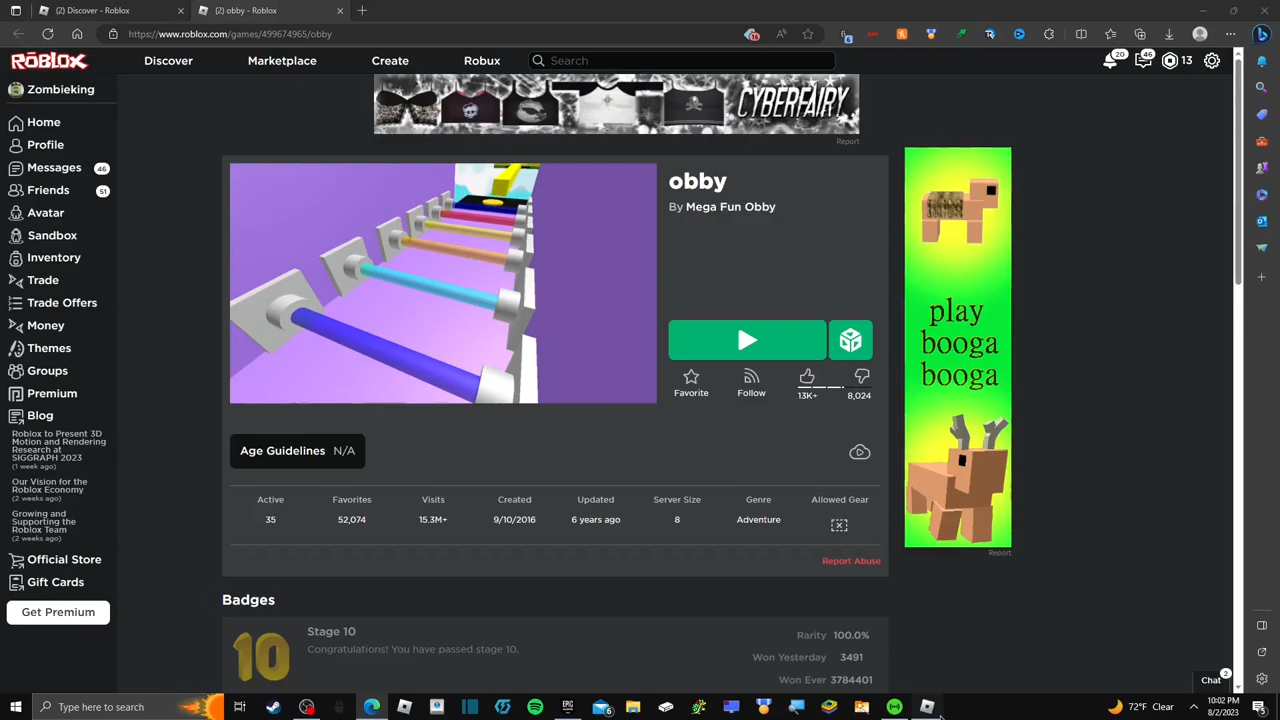 (2) Discover - Roblox
(2) obby - Roblox
https://www.roblox.com/games/499674965/obby
16
6
ROBLOX
Discover
Marketplace
Create
Robux
Search
20
46
13
Zombieking
Home
Profile
Messages 46
Friends 51
Avatar
Sandbox
Inventory
Trade
Trade Offers
Money
Themes
Groups
Premium
Blog
Roblox to Present 3D
Motion and Rendering
Research at
SIGGRAPH 2023
(1 week ago)
Our Vision for the
Roblox Economy
(2 weeks ago)
Growing and
Supporting the
Roblox Team
(2 weeks ago)
Official Store
Gift Cards
Get Premium
CYBERFAIRY
Report
obby
By Mega Fun Obby
Favorite
Follow
13K+
8,024
play
booga
booga
Report
Age Guidelines N/A
Active Favorites Visits Created Updated Server Size Genre Allowed Gear
35 52,074 15.3M+ 9/10/2016 6 years ago 8 Adventure
Report Abuse
Badges
10
Stage 10
Congratulations! You have passed stage 10.
Rarity 100.0%
Won Yesterday 3491
Won Ever 3784401
Chat 2
Type here to search
EPIC
6
72°F Clear
10:02 PM
8/2/2023